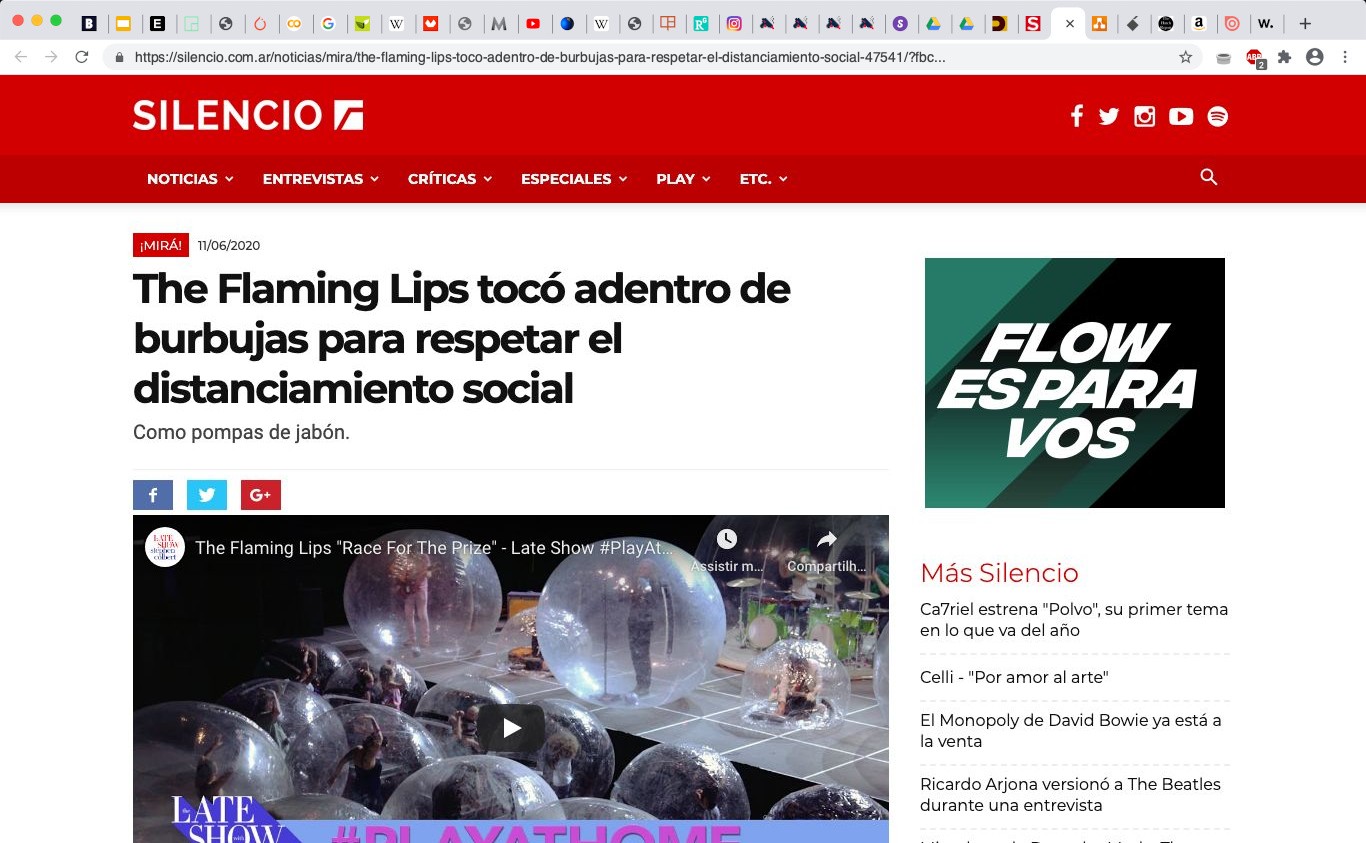 https://silencio.com.ar/noticias/mira/the-flaming-lips-toco-adentro-de-burbujas-para-respetar-el-distanciamiento-social-47541/?fbc...
SILENCIO
NOTICIAS ENTREVISTAS CRÍTICAS ESPECIALES PLAY ETC.
¡MIRÁ! 11/06/2020
The Flaming Lips tocó adentro de
burbujas para respetar el
distanciamiento social
Como pompas de jabón.
G+
The Flaming Lips "Race For The Prize" - Late Show #PlayAt...
Assistir m... Compartilh...
the LATE
SHOW with
#PLAYATHOME
FLOW
ES PARA
VOS
Más Silencio
Ca7riel estrena "Polvo", su primer tema
en lo que va del año
Celli - "Por amor al arte"
El Monopoly de David Bowie ya está a
la venta
Ricardo Arjona versionó a The Beatles
durante una entrevista